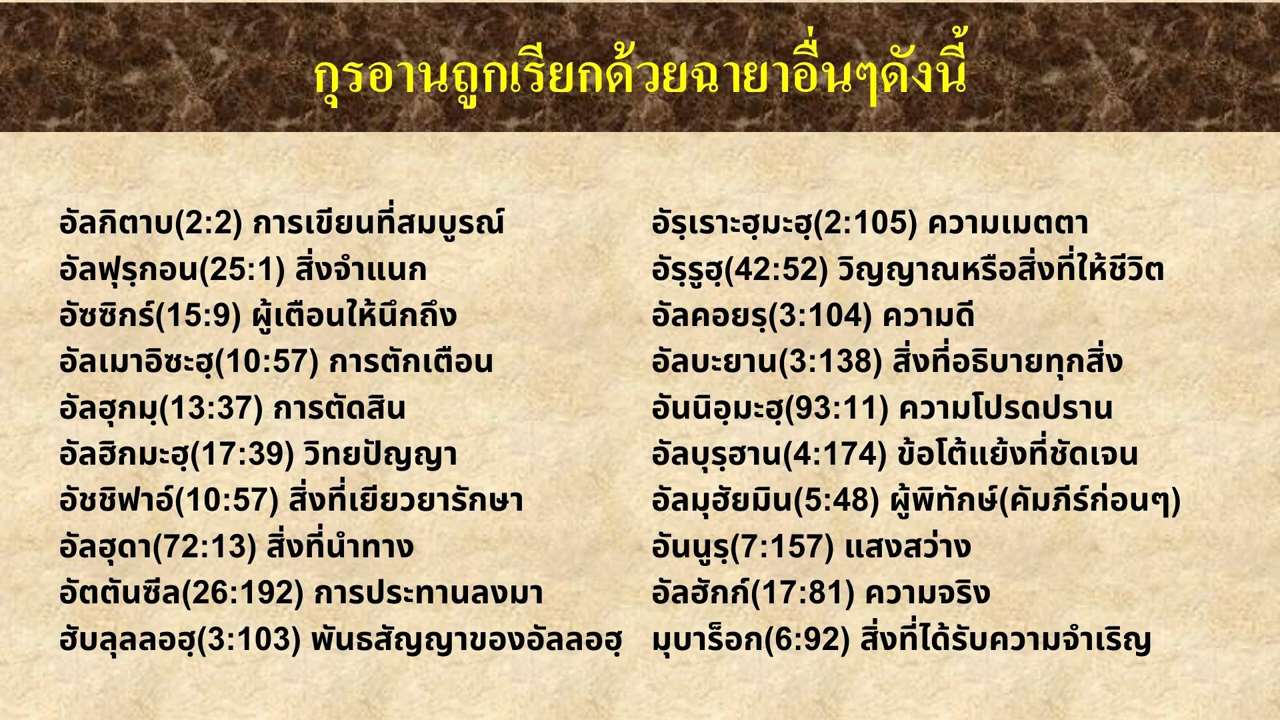 กุรอานถูกเรียกด้วยฉายาอื่นๆดังนี้
อัลกิตาบ(2:2) การเขียนที่สมบูรณ์
อัลฟุรฺกอน(25:1) สิ่งจำแนก
อัซซิกร์(15:9) ผู้เตือนให้นึกถึง
อัลเมาอิซะฮฺ(10:57) การตักเตือน
อัลฮุกมฺ(13:37) การตัดสิน
อัลฮิกมะฮฺ(17:39) วิทยปัญญา
อัชชิฟาอ์(10:57) สิ่งที่เยียวยารักษา
อัลฮุดา(72:13) สิ่งที่นำทาง
อัตตันซีล(26:192) การประทานลงมา
ฮับลุลลอฮฺ(3:103) พันธสัญญาของอัลลอฮฺ
อัรฺเราะฮฺมะฮฺ(2:105) ความเมตตา
อัรฺรูฮฺ(42:52) วิญญาณหรือสิ่งที่ให้ชีวิต
อัลคอยรฺ(3:104) ความดี
อัลบะยาน(3:138) สิ่งที่อธิบายทุกสิ่ง
อันนิอฺมะฮฺ(93:11) ความโปรดปราน
อัลบุรฺฮาน(4:174) ข้อโต้แย้งที่ชัดเจน
อัลมุฮัยมิน(5:48) ผู้พิทักษ์(คัมภีร์ก่อนๆ)
อันนูรฺ(7:157) แสงสว่าง
อัลฮักก์(17:81) ความจริง
มุบาร็อก(6:92) สิ่งที่ได้รับความจำเริญ